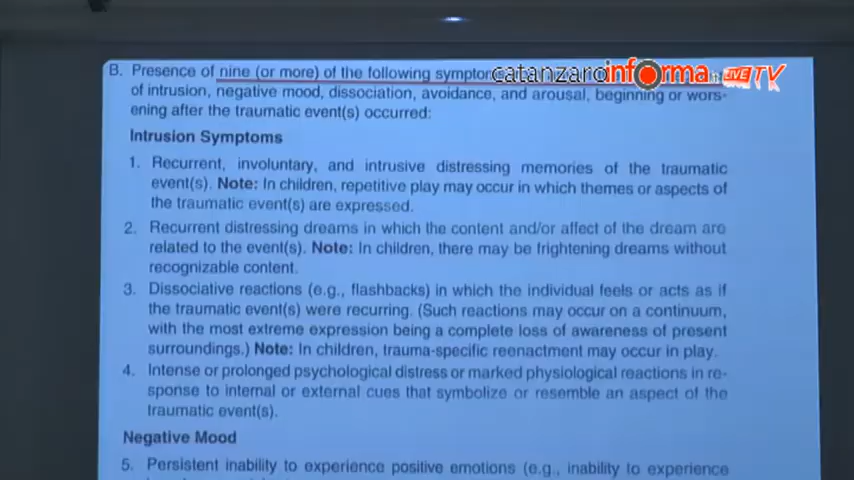 B. Presence of nine (or more) of the following symptom
catanzaroinforma.it LIVE TV
of intrusion, negative mood, dissociation, avoidance, and arousal, beginning or wors-
ening after the traumatic event(s) occurred:
Intrusion Symptoms
1. Recurrent, involuntary, and intrusive distressing memories of the traumatic
event(s). Note: In children, repetitive play may occur in which themes or aspects of
the traumatic event(s) are expressed.
2. Recurrent distressing dreams in which the content and/or affect of the dream are
related to the event(s). Note: In children, there may be frightening dreams without
recognizable content.
3. Dissociative reactions (e.g., flashbacks) in which the individual feels or acts as if
the traumatic event(s) were recurring. (Such reactions may occur on a continuum,
with the most extreme expression being a complete loss of awareness of present
surroundings.) Note: In children, trauma-specific reenactment may occur in play.
4. Intense or prolonged psychological distress or marked physiological reactions in re-
sponse to internal or external cues that symbolize or resemble an aspect of the
traumatic event(s).
Negative Mood
5. Persistent inability to experience positive emotions (e.g., inability to experience